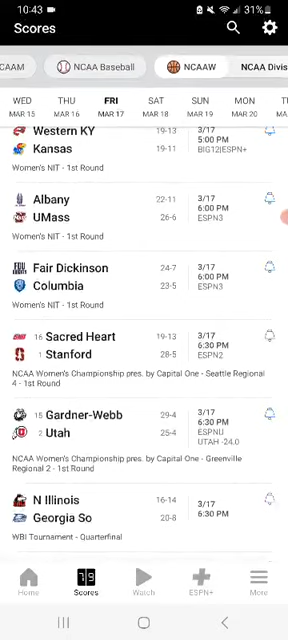 10:43
31%
Scores
CAAM
NCAA Baseball
NCAAW
NCAA Divis
WED
MAR 15
THU
MAR 16
FRI
MAR 17
SAT
MAR 18
SUN
MAR 19
MON
MAR 20
Western KY 19-13
Kansas 19-11
3/17
5:00 PM
BIG12|ESPN+
Women's NIT - 1st Round
Albany 22-11
UMass 26-6
3/17
6:00 PM
ESPN3
Women's NIT - 1st Round
Fair Dickinson 24-7
Columbia 23-5
3/17
6:00 PM
ESPN3
Women's NIT - 1st Round
16 Sacred Heart 19-13
1 Stanford 28-5
3/17
6:30 PM
ESPN2
NCAA Women's Championship pres. by Capital One - Seattle Regional
4 - 1st Round
15 Gardner-Webb 29-4
2 Utah 25-4
3/17
6:30 PM
ESPNU
UTAH -24.0
NCAA Women's Championship pres. by Capital One - Greenville
Regional 2 - 1st Round
N Illinois 16-14
Georgia So 20-8
3/17
6:30 PM
WBI Tournament - Quarterfinal
Home
Scores
Watch
ESPN+
More